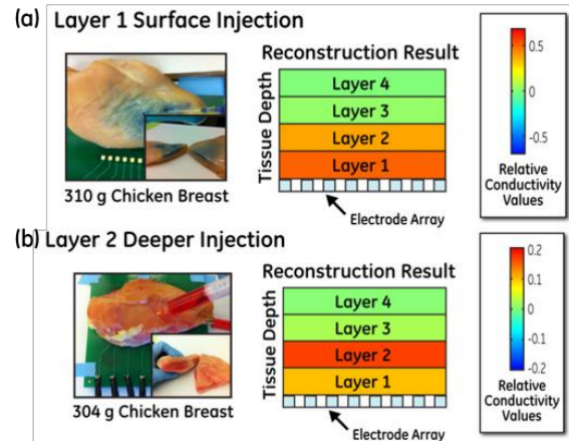 (a) Layer 1 Surface Injection
Reconstruction Result
Tissue Depth
Layer 4
Layer 3
Layer 2
Layer 1
Electrode Array
310 g Chicken Breast
0.5
0
-0.5
Relative
Conductivity
Values
(b) Layer 2 Deeper Injection
Reconstruction Result
Tissue Depth
Layer 4
Layer 3
Layer 2
Layer 1
Electrode Array
304 g Chicken Breast
0.2
0.1
0
-0.1
-0.2
Relative
Conductivity
Values